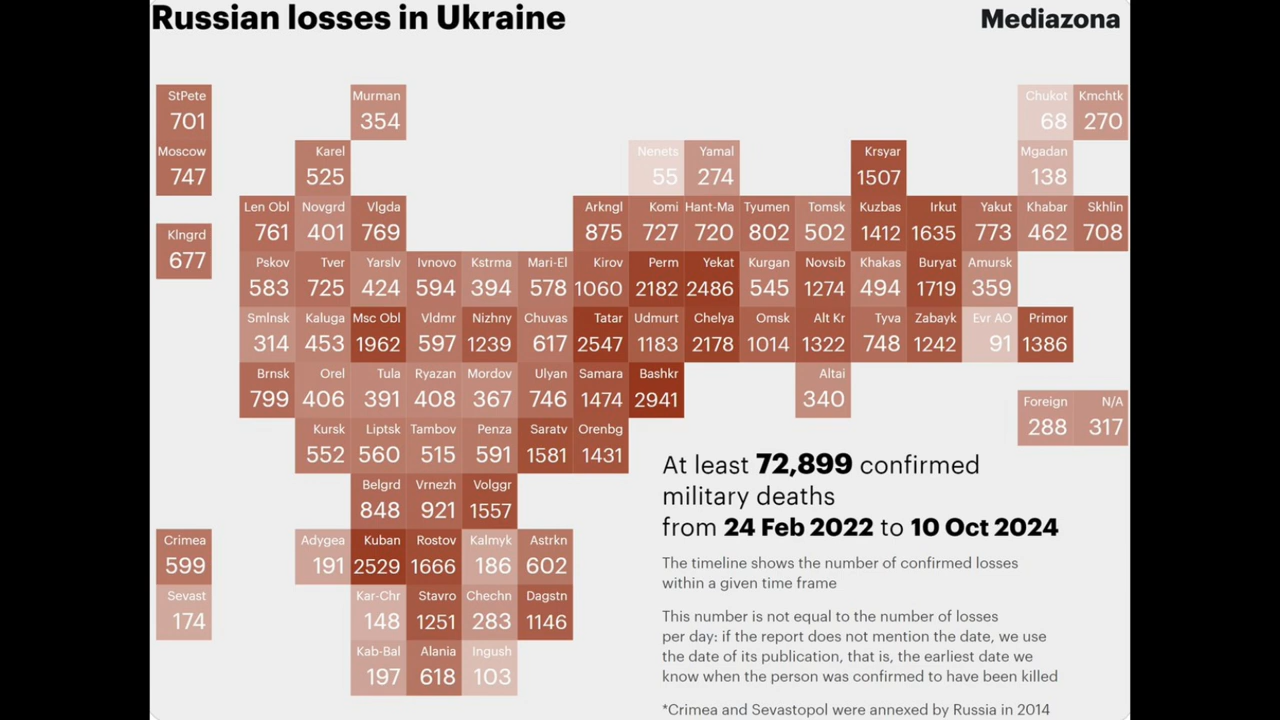 Russian losses in Ukraine
Mediazona
StPete Murman Chukot Kmchtk
701 354 68 270
Moscow Karel Nenets Yamal Krsyar Mgadan
747 525 55 274 1507 138
Len Obl Novgrd Vlgda Arkngl Komi Hant-Ma Tyumen Tomsk Kuzbas Irkut Yakut Khabar Skhlin
761 401 769 875 727 720 802 502 1412 1635 773 462 708
Klngrd
677
Pskov Tver Yarslv Ivnovo Kstrma Mari-El Kirov Perm Yekat Kurgan Novsib Khakas Buryat Amursk
583 725 424 594 394 578 1060 2182 2486 545 1274 494 1719 359
Smlnsk Kaluga Msc Obl Vldmr Nizhny Chuvas Tatar Udmurt Chelya Omsk Alt Kr Tyva Zabayk Evr AO Primor
314 453 1962 597 1239 617 2547 1183 2178 1014 1322 748 1242 91 1386
Brnsk Orel Tula Ryazan Mordov Ulyan Samara Bashkr Altai
799 406 391 408 367 746 1474 2941 340
Foreign N/A
288 317
Kursk Liptsk Tambov Penza Saratv Orenbg
552 560 515 591 1581 1431
Belgrd Vrnezh Volggr
848 921 1557
Crimea Adygea Kuban Rostov Kalmyk Astrkn
599 191 2529 1666 186 602
Sevast Kar-Chr Stavro Chechn Dagstn
174 148 1251 283 1146
Kab-Bal Alania Ingush
197 618 103
At least 72,899 confirmed
military deaths
from 24 Feb 2022 to 10 Oct 2024
The timeline shows the number of confirmed losses
within a given time frame
This number is not equal to the number of losses
per day: if the report does not mention the date, we use
the date of its publication, that is, the earliest date we
know when the person was confirmed to have been killed
*Crimea and Sevastopol were annexed by Russia in 2014